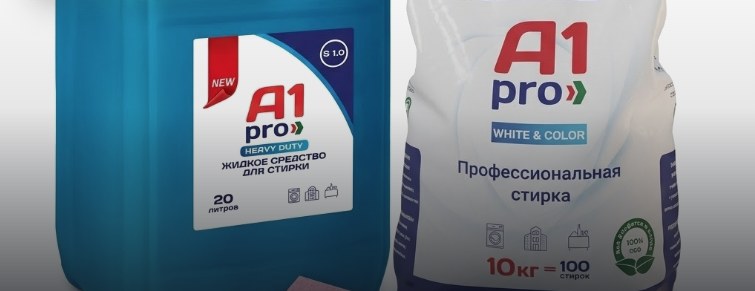 S 1.0
NEW
A1
pro
HEAVY DUTY
ЖИДКОЕ СРЕДСТВО
ДЛЯ СТИРКИ
20
ЛИТРОВ
A1
pro
WHITE & COLOR
Профессиональная
стирка
10кг = 100
стирок
100%